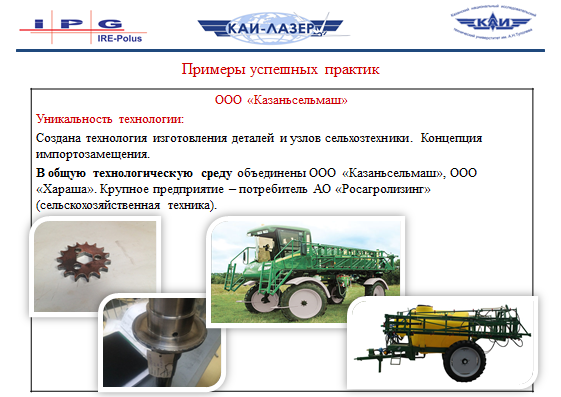 IPG
IRE-Polus
КАИ-ЛАЗЕР
КАИ
Примеры успешных практик
ООО «Казаньсельмаш»
Уникальность технологии:
Создана технология изготовления деталей и узлов сельхозтехники. Концепция
импортозамещения.
В общую технологическую среду объединены ООО «Казаньсельмаш», ООО
«Хараша». Крупное предприятие – потребитель АО «Росагролизинг»
(сельскохозяйственная техника).